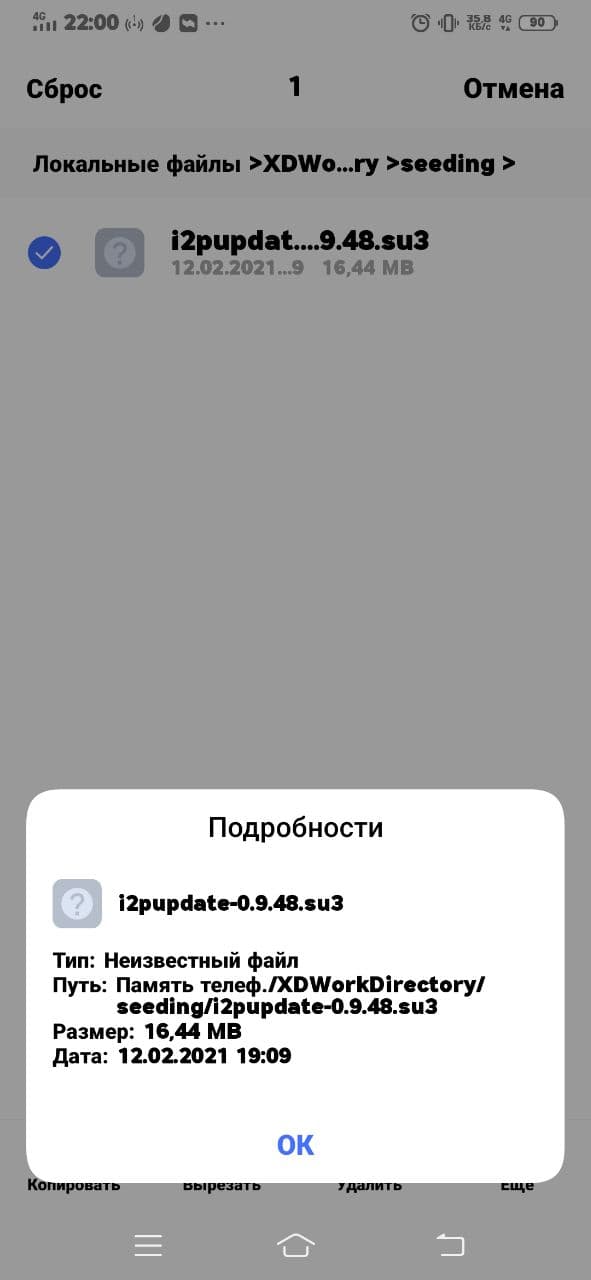 4G 22:00 ... 35,8 КБ/с 4G 90
Сброс 1 Отмена
Локальные файлы >XDWo...ry >seeding >
i2pupdat....9.48.su3
12.02.2021...9 16,44 MB
Подробности
i2pupdate-0.9.48.su3
Тип: Неизвестный файл
Путь: Память телеф./XDWorkDirectory/
seeding/i2pupdate-0.9.48.su3
Размер: 16,44 MB
Дата: 12.02.2021 19:09
OK
Копировать Вырезать Удалить Ещё